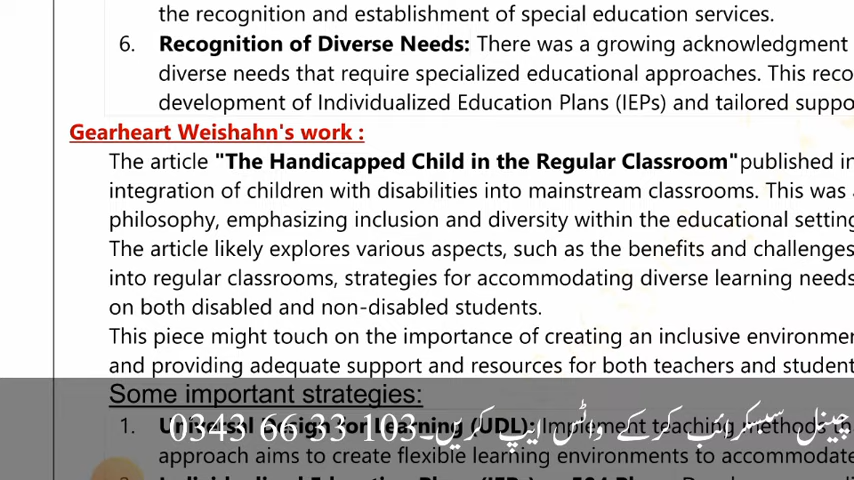 the recognition and establishment of special education services.
6. Recognition of Diverse Needs: There was a growing acknowledgment
diverse needs that require specialized educational approaches. This reco
development of Individualized Education Plans (IEPs) and tailored suppo
Gearheart Weishahn's work :
The article "The Handicapped Child in the Regular Classroom"published in
integration of children with disabilities into mainstream classrooms. This was
philosophy, emphasizing inclusion and diversity within the educational setting
The article likely explores various aspects, such as the benefits and challenges
into regular classrooms, strategies for accommodating diverse learning needs
on both disabled and non-disabled students.
This piece might touch on the importance of creating an inclusive environmen
and providing adequate support and resources for both teachers and student
Some important strategies:
1. Universal Design for Learning (UDL): Implement teaching methods th
چینل سبسکرائب کرکے واٹس ایپ کریں۔0343 66 33 103
approach aims to create flexible learning environments to accommodate